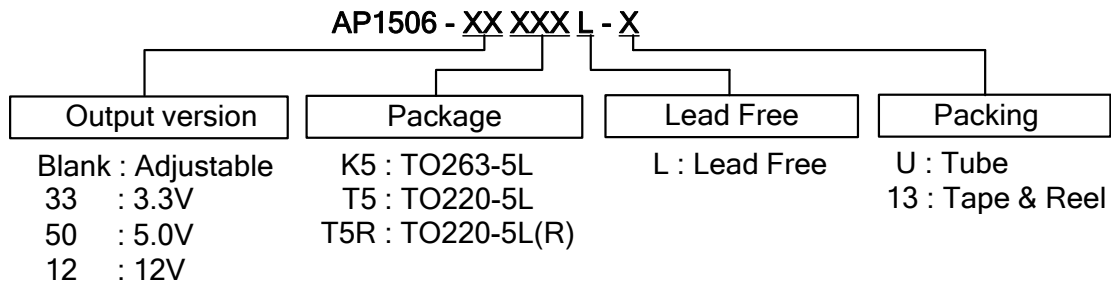 AP1506 - XX XXX L - X
Output version
Package
Lead Free
Packing
Blank : Adjustable
33 : 3.3V
50 : 5.0V
12 : 12V
K5 : TO263-5L
T5 : TO220-5L
T5R : TO220-5L(R)
L : Lead Free
U : Tube
13 : Tape & Reel